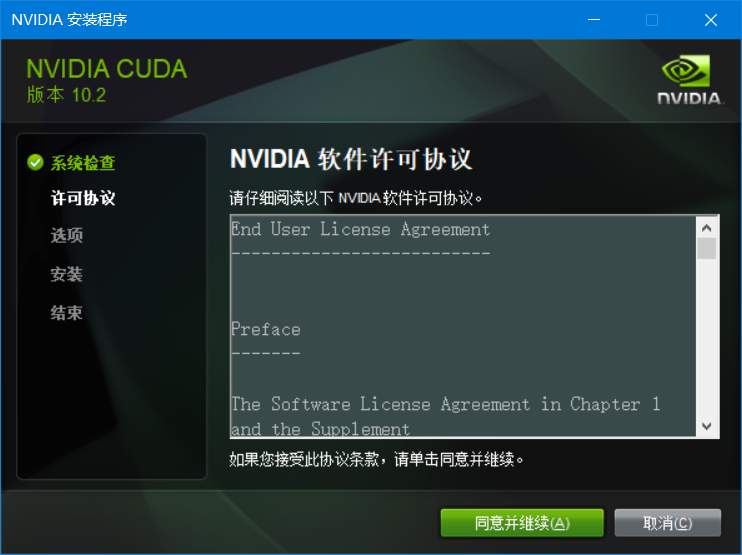 NVIDIA 安装程序
NVIDIA CUDA
版本 10.2
NVIDIA.
系统检查
许可协议
选项
安装
结束
NVIDIA 软件许可协议
请仔细阅读以下 NVIDIA 软件许可协议。
End User License Agreement
--------------------------
Preface
-------
The Software License Agreement in Chapter 1
and the Supplement
如果您接受此协议条款，请单击同意并继续。
同意并继续(A)
取消(C)